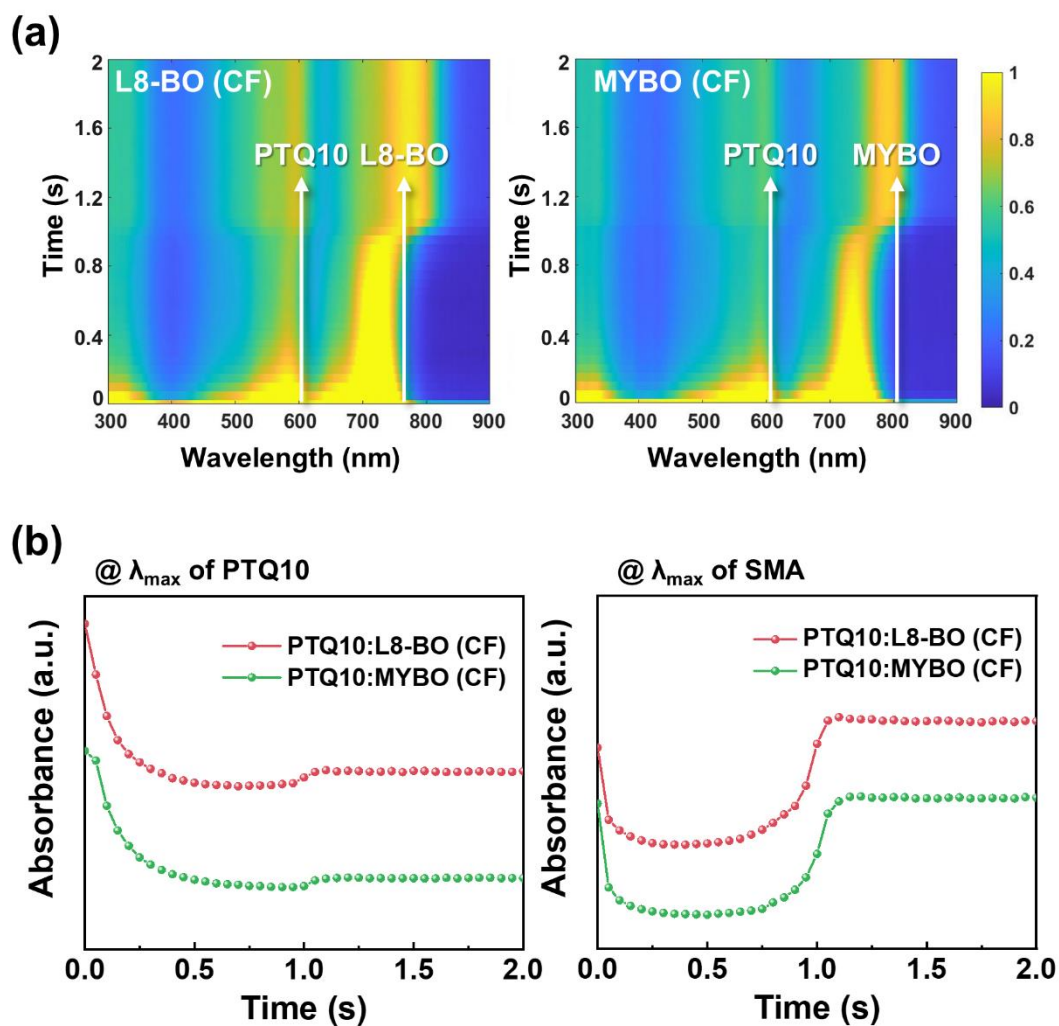 (a)
L8-BO (CF)
PTQ10 L8-BO
Time (s)
2
1.6
1.2
0.8
0.4
0
300 400 500 600 700 800 900
Wavelength (nm)
MYBO (CF)
PTQ10 MYBO
Time (s)
2
1.6
1.2
0.8
0.4
0
300 400 500 600 700 800 900
Wavelength (nm)
1
0.8
0.6
0.4
0.2
0
(b)
@ λmax of PTQ10
PTQ10:L8-BO (CF)
PTQ10:MYBO (CF)
Absorbance (a.u.)
0.0 0.5 1.0 1.5 2.0
Time (s)
@ λmax of SMA
PTQ10:L8-BO (CF)
PTQ10:MYBO (CF)
Absorbance (a.u.)
0.0 0.5 1.0 1.5 2.0
Time (s)